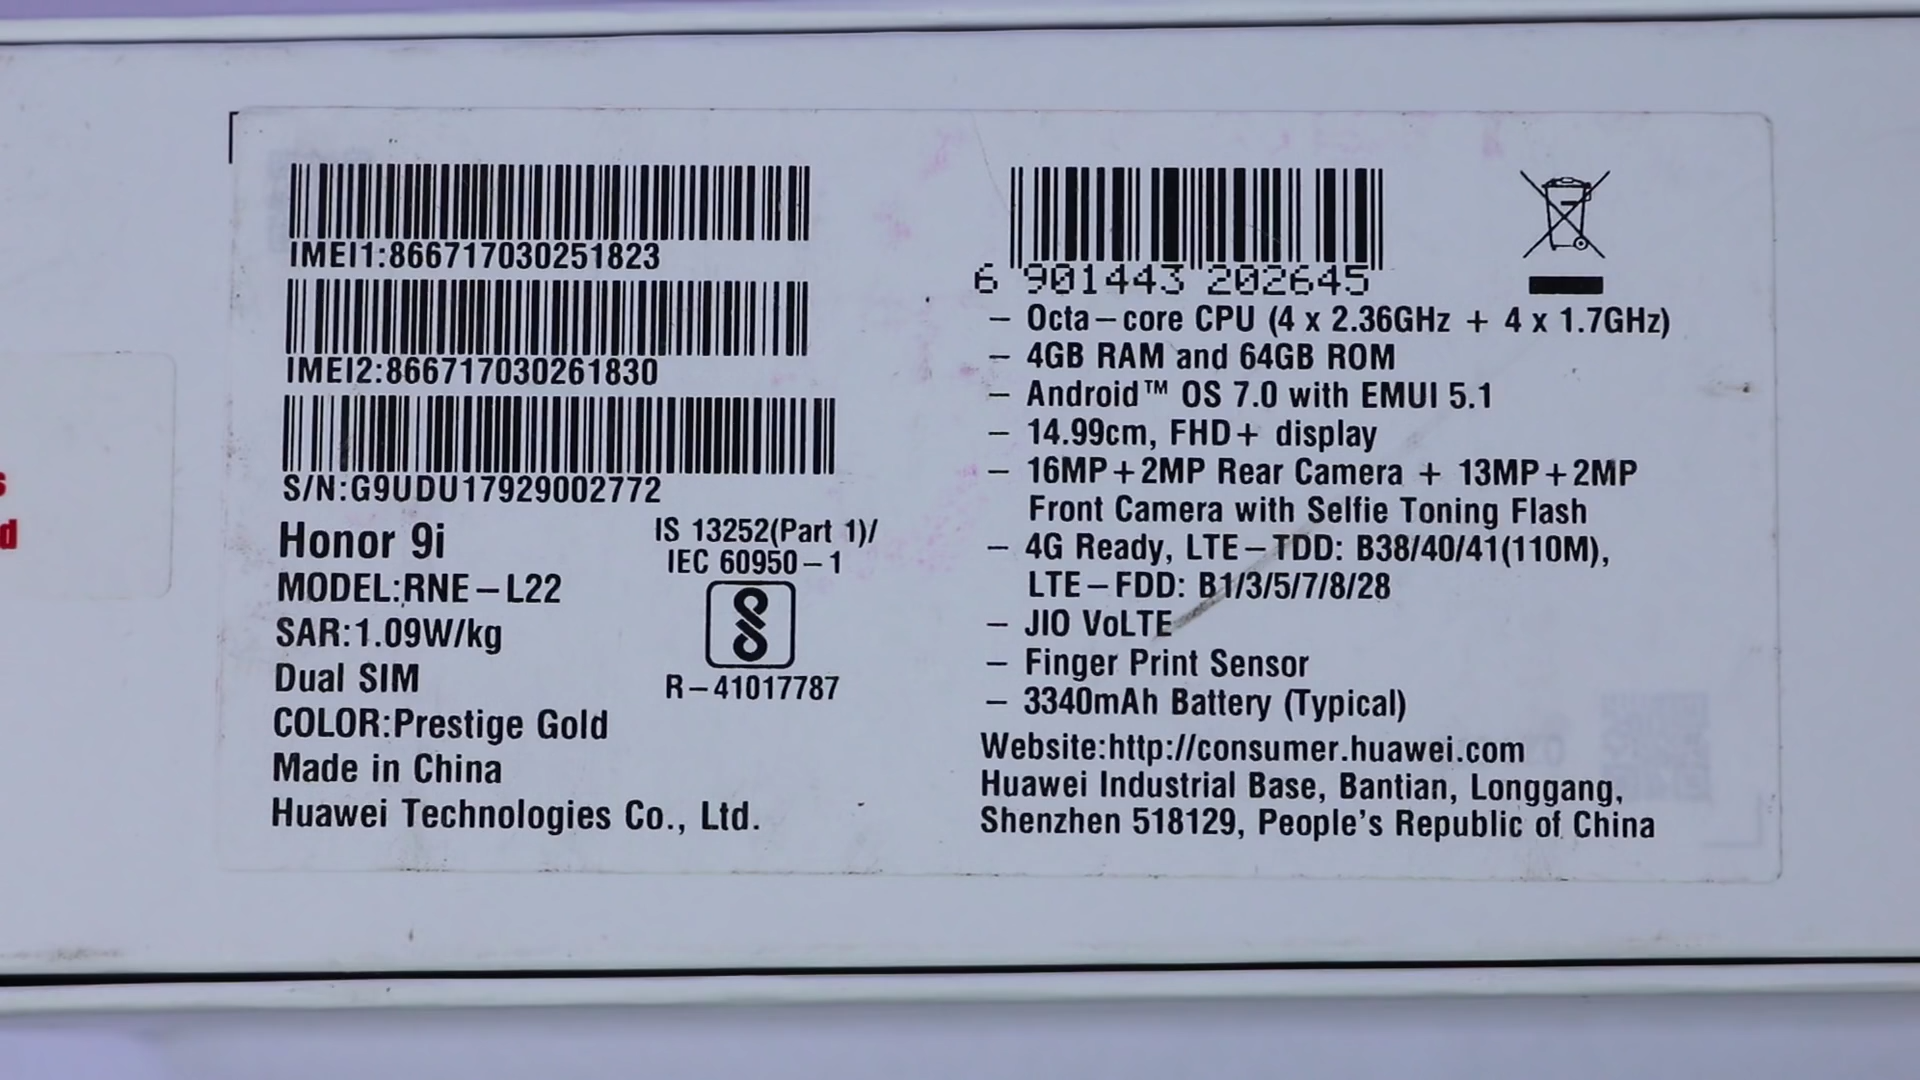 IMEI1:866717030251823
IMEI2:866717030261830
S/N:G9UDU17929002772
Honor 9i
MODEL:RNE-L22
SAR:1.09W/kg
Dual SIM
COLOR:Prestige Gold
Made in China
Huawei Technologies Co., Ltd.
IS 13252(Part 1)/
IEC 60950-1
R-41017787
6 901443 202645
- Octa-core CPU (4 x 2.36GHz + 4 x 1.7GHz)
- 4GB RAM and 64GB ROM
- Android™ OS 7.0 with EMUI 5.1
- 14.99cm, FHD+ display
- 16MP+2MP Rear Camera + 13MP+2MP
Front Camera with Selfie Toning Flash
- 4G Ready, LTE-TDD: B38/40/41(110M),
LTE-FDD: B1/3/5/7/8/28
- JIO VoLTE
- Finger Print Sensor
- 3340mAh Battery (Typical)
Website:http://consumer.huawei.com
Huawei Industrial Base, Bantian, Longgang,
Shenzhen 518129, People's Republic of China